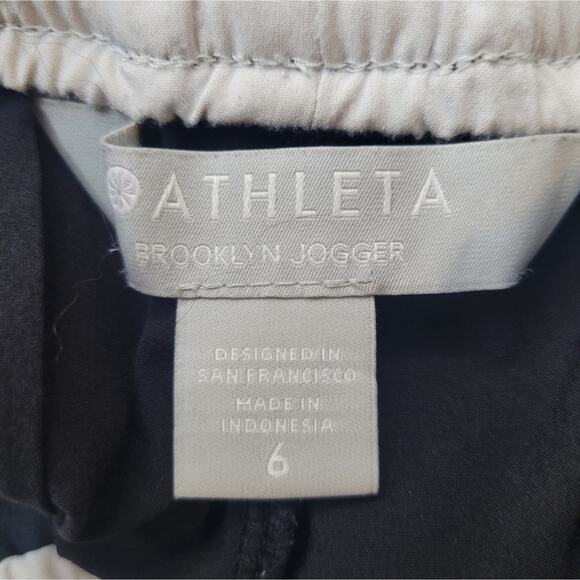 ATHLETA
BROOKLYN JOGGER
DESIGNED IN
SAN FRANCISCO
MADE IN
INDONESIA
6